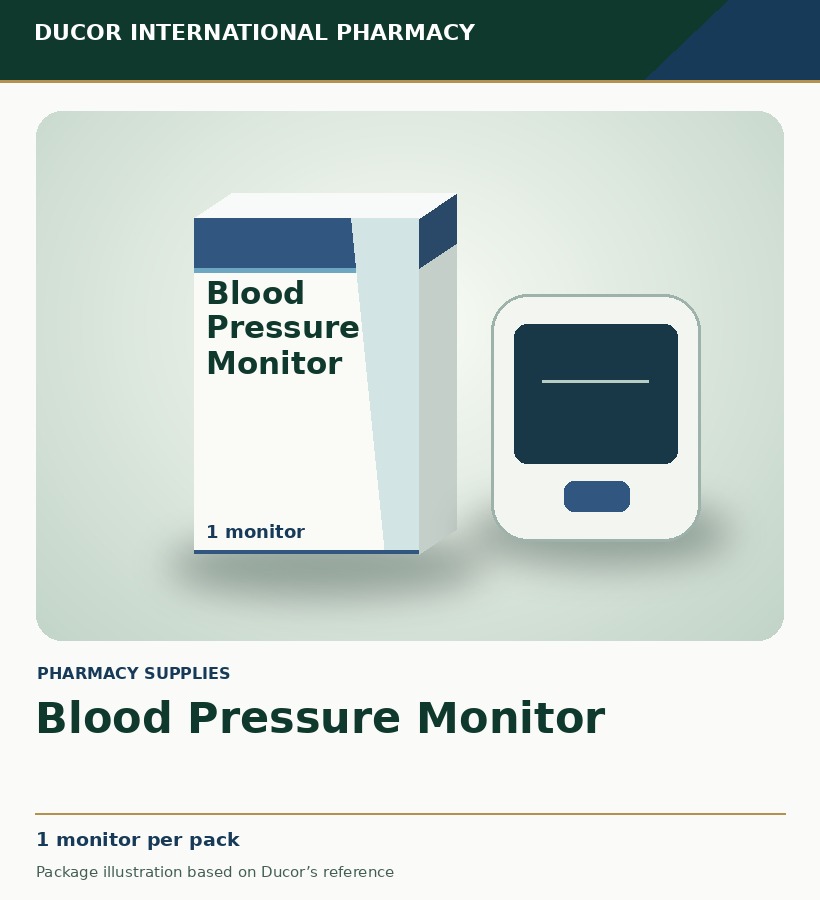 DUCOR INTERNATIONAL PHARMACY
Blood
Pressure
Monitor
1 monitor
PHARMACY SUPPLIES
Blood Pressure Monitor
1 monitor per pack
Package illustration based on Ducor’s reference